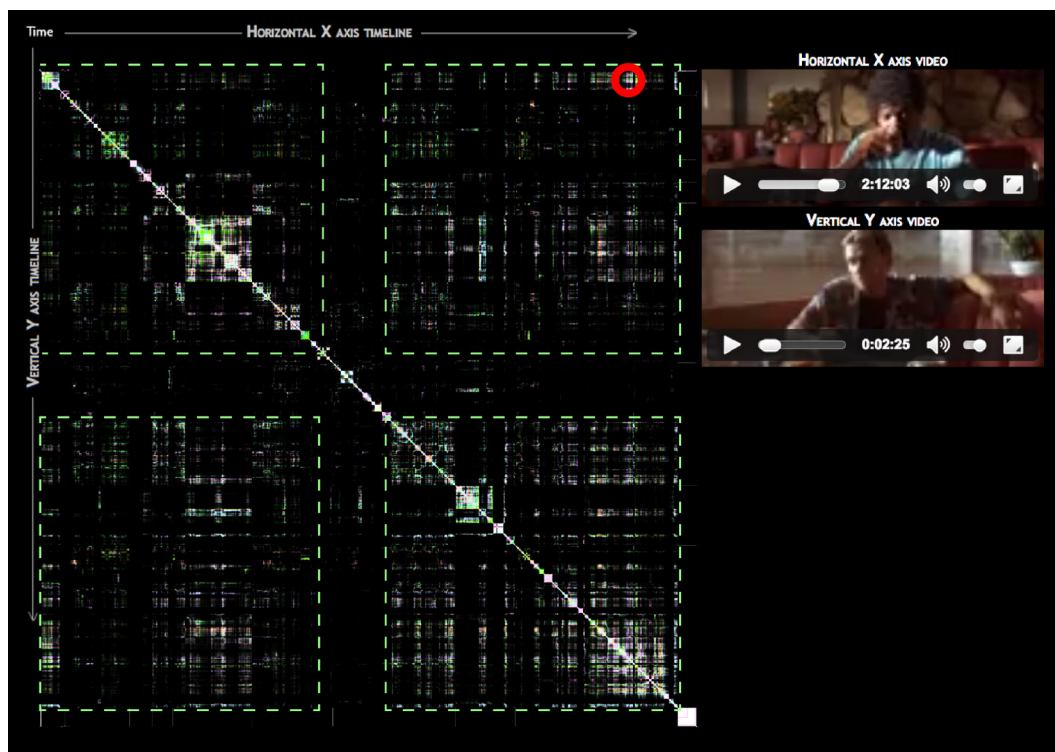 Time
HORIZONTAL X AXIS TIMELINE
VERTICAL Y AXIS TIMELINE
HORIZONTAL X AXIS VIDEO
2:12:03
VERTICAL Y AXIS VIDEO
0:02:25